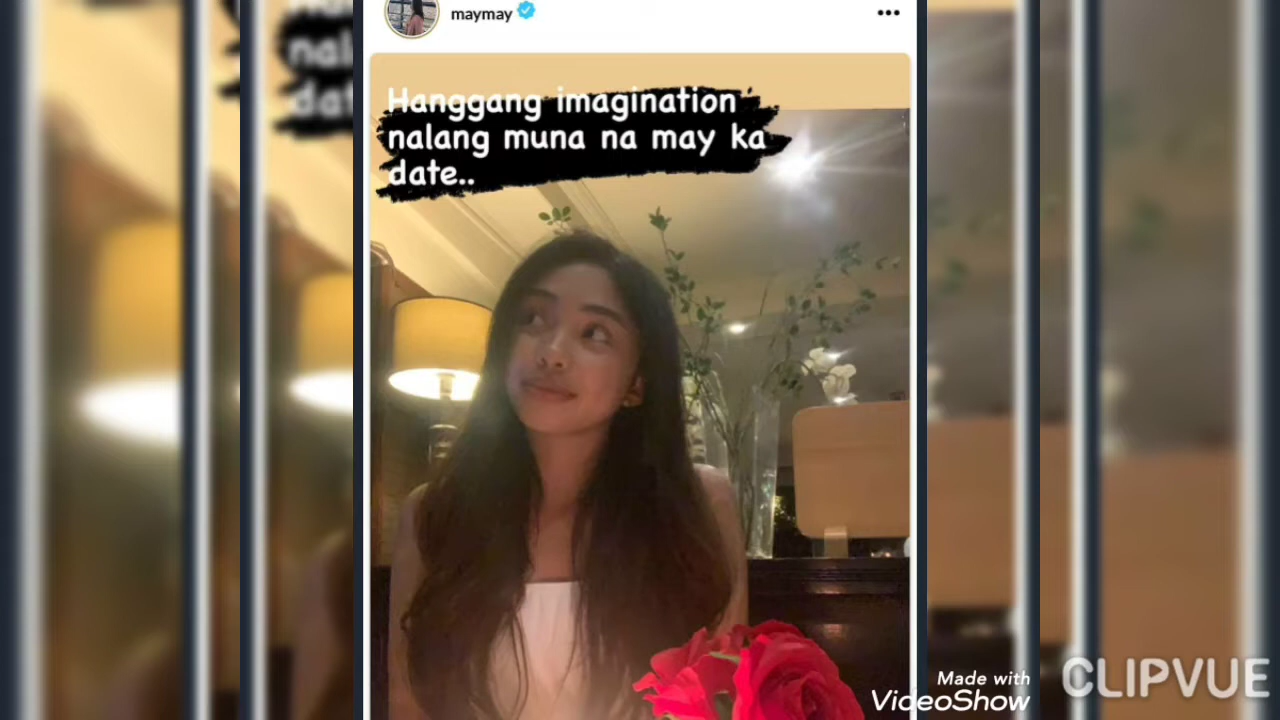 maymay
Hanggang imagination
nalang muna na may ka
date..
Made with
VideoShow
CLIPVUE